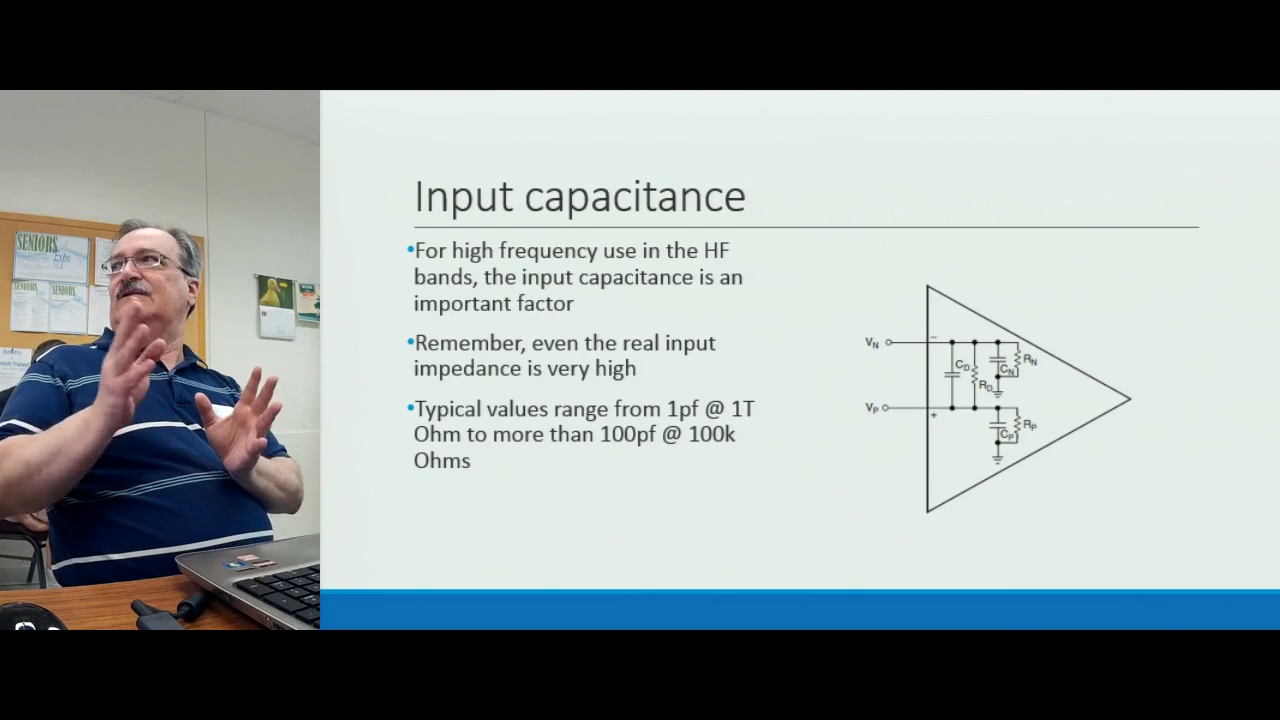 SENIORS
Expo
SENIORS
SENIORS
Input capacitance
•For high frequency use in the HF
bands, the input capacitance is an
important factor
•Remember, even the real input
impedance is very high
•Typical values range from 1pf @ 1T
Ohm to more than 100pf @ 100k
Ohms
VN
−
CD
RD
CN
RN
VP
+
CP
RP